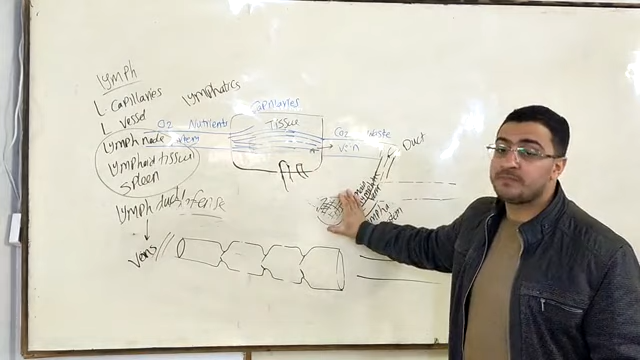 Lymph
L Capillaries
L Vessel
Lymph node
Lymphoid tissue
Spleen
Lymph duct
Defense
Veins
Lymphatics
Capillaries
O2 Nutrients
Tissue
CO2 Waste
Vein
Duct